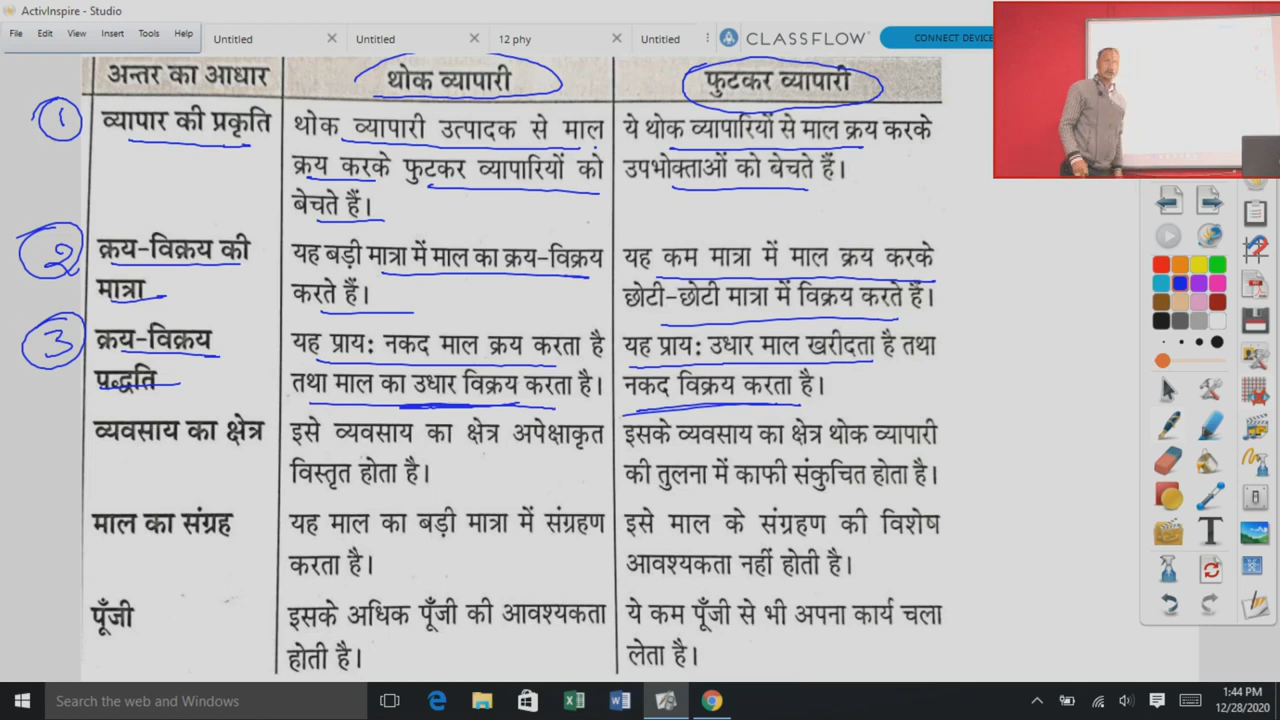 ActivInspire - Studio
File Edit View Insert Tools Help
Untitled Untitled 12 phy Untitled
CLASSFLOW CONNECT DEVICE
अन्तर का आधार थोक व्यापारी फुटकर व्यापारी
1 व्यापार की प्रकृति थोक व्यापारी उत्पादक से माल ये थोक व्यापारियों से माल क्रय करके
क्रय करके फुटकर व्यापारियों को उपभोक्ताओं को बेचते हैं।
बेचते हैं।
2 क्रय-विक्रय की यह बड़ी मात्रा में माल का क्रय-विक्रय यह कम मात्रा में माल क्रय करके
मात्रा करते हैं। छोटी-छोटी मात्रा में विक्रय करते हैं।
3 क्रय-विक्रय यह प्राय: नकद माल क्रय करता है यह प्राय: उधार माल खरीदता है तथा
पद्धति तथा माल का उधार विक्रय करता है। नकद विक्रय करता है।
व्यवसाय का क्षेत्र इसे व्यवसाय का क्षेत्र अपेक्षाकृत इसके व्यवसाय का क्षेत्र थोक व्यापारी
विस्तृत होता है। की तुलना में काफी संकुचित होता है।
माल का संग्रह यह माल का बड़ी मात्रा में संग्रहण इसे माल के संग्रहण की विशेष
करता है। आवश्यकता नहीं होती है।
पूँजी इसके अधिक पूँजी की आवश्यकता ये कम पूँजी से भी अपना कार्य चला
होती है। लेता है।
Search the web and Windows
1:44 PM
12/28/2020